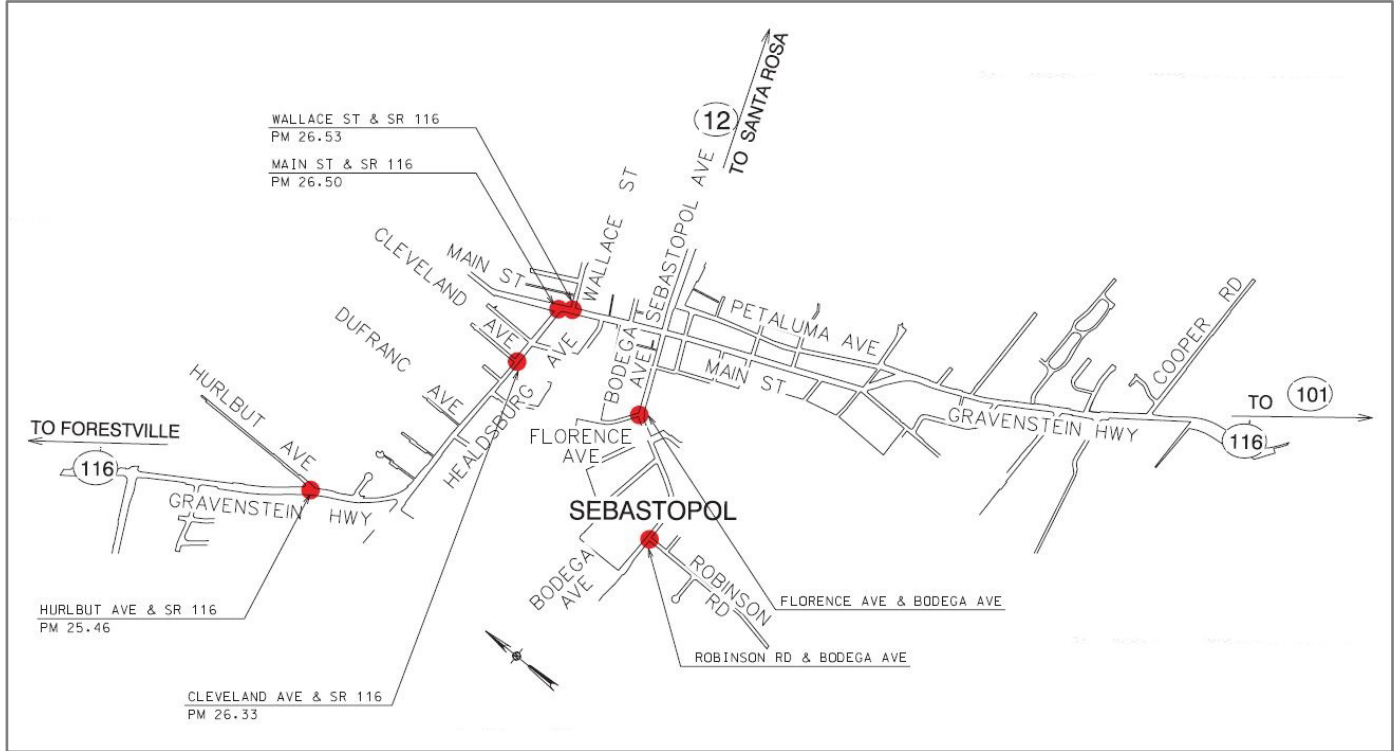 WALLACE ST & SR 116
PM 26.53
MAIN ST & SR 116
PM 26.50
12
TO SANTA ROSA
SEBASTOPOL AVE
WALLACE ST
MAIN ST
CLEVELAND AVE
DUFRANC AVE
HURLBUT AVE
HEALDSBURG AVE
BODEGA AVE
PETALUMA AVE
MAIN ST
COOPER RD
GRAVENSTEIN HWY
TO 101
116
TO FORESTVILLE
116
GRAVENSTEIN HWY
FLORENCE
AVE
SEBASTOPOL
BODEGA
AVE
ROBINSON
RD
HURLBUT AVE & SR 116
PM 25.46
FLORENCE AVE & BODEGA AVE
ROBINSON RD & BODEGA AVE
CLEVELAND AVE & SR 116
PM 26.33